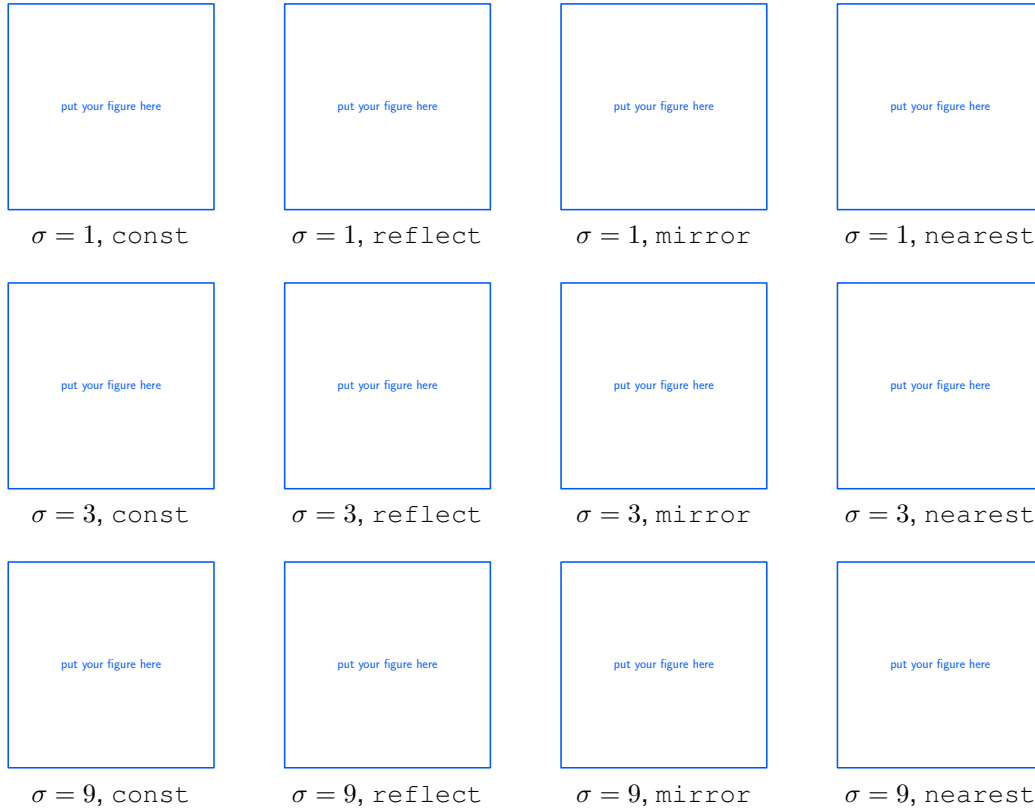 put your figure here put your figure here put your figure here put your figure here
σ = 1, const σ = 1, reflect σ = 1, mirror σ = 1, nearest
put your figure here put your figure here put your figure here put your figure here
σ = 3, const σ = 3, reflect σ = 3, mirror σ = 3, nearest
put your figure here put your figure here put your figure here put your figure here
σ = 9, const σ = 9, reflect σ = 9, mirror σ = 9, nearest